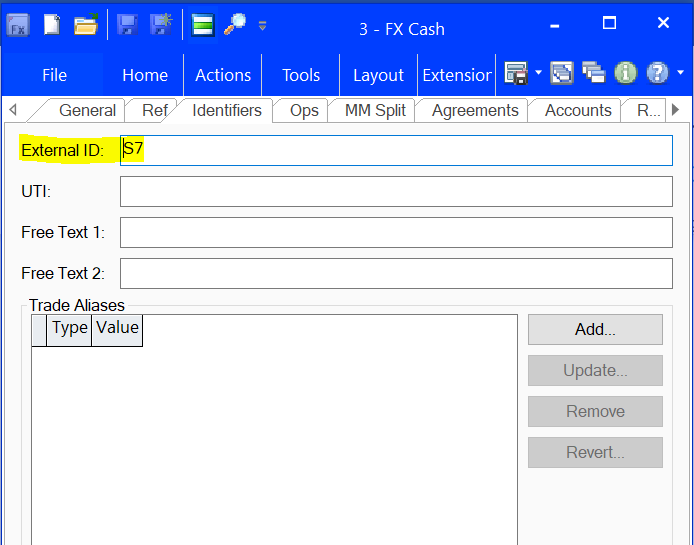 Fx
3 - FX Cash
File Home Actions Tools Layout Extension
General Ref Identifiers Ops MM Split Agreements Accounts R...
External ID: S7
UTI:
Free Text 1:
Free Text 2:
Trade Aliases
Type Value
Add...
Update...
Remove
Revert...